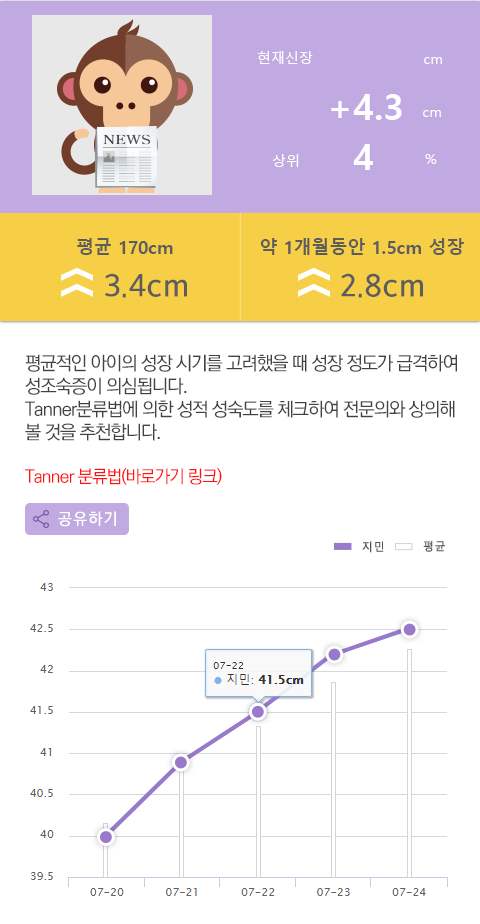 NEWS
현재신장 cm
+4.3 cm
상위 4 %
평균 170cm
3.4cm
약 1개월동안 1.5cm 성장
2.8cm
평균적인 아이의 성장 시기를 고려했을 때 성장 정도가 급격하여
성조숙증이 의심됩니다.
Tanner분류법에 의한 성적 성숙도를 체크하여 전문의와 상의해
볼 것을 추천합니다.
Tanner 분류법(바로가기 링크)
공유하기
지민 평균
43
42.5
42
41.5
41
40.5
40
39.5
07-22
지민: 41.5cm
07-20 07-21 07-22 07-23 07-24